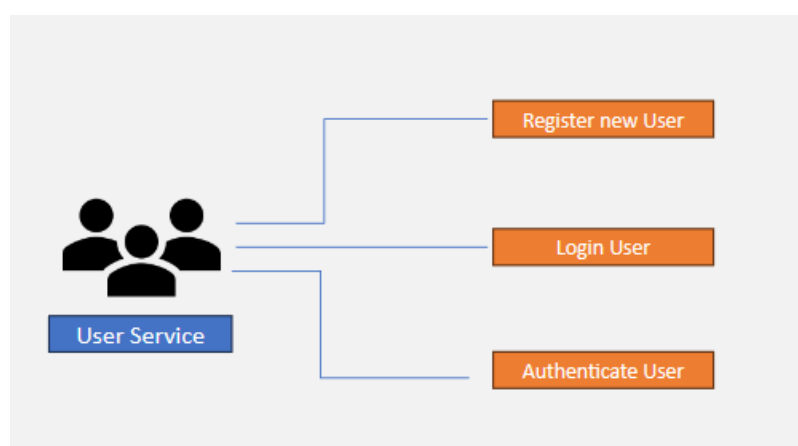 Register new User
Login User
User Service
Authenticate User